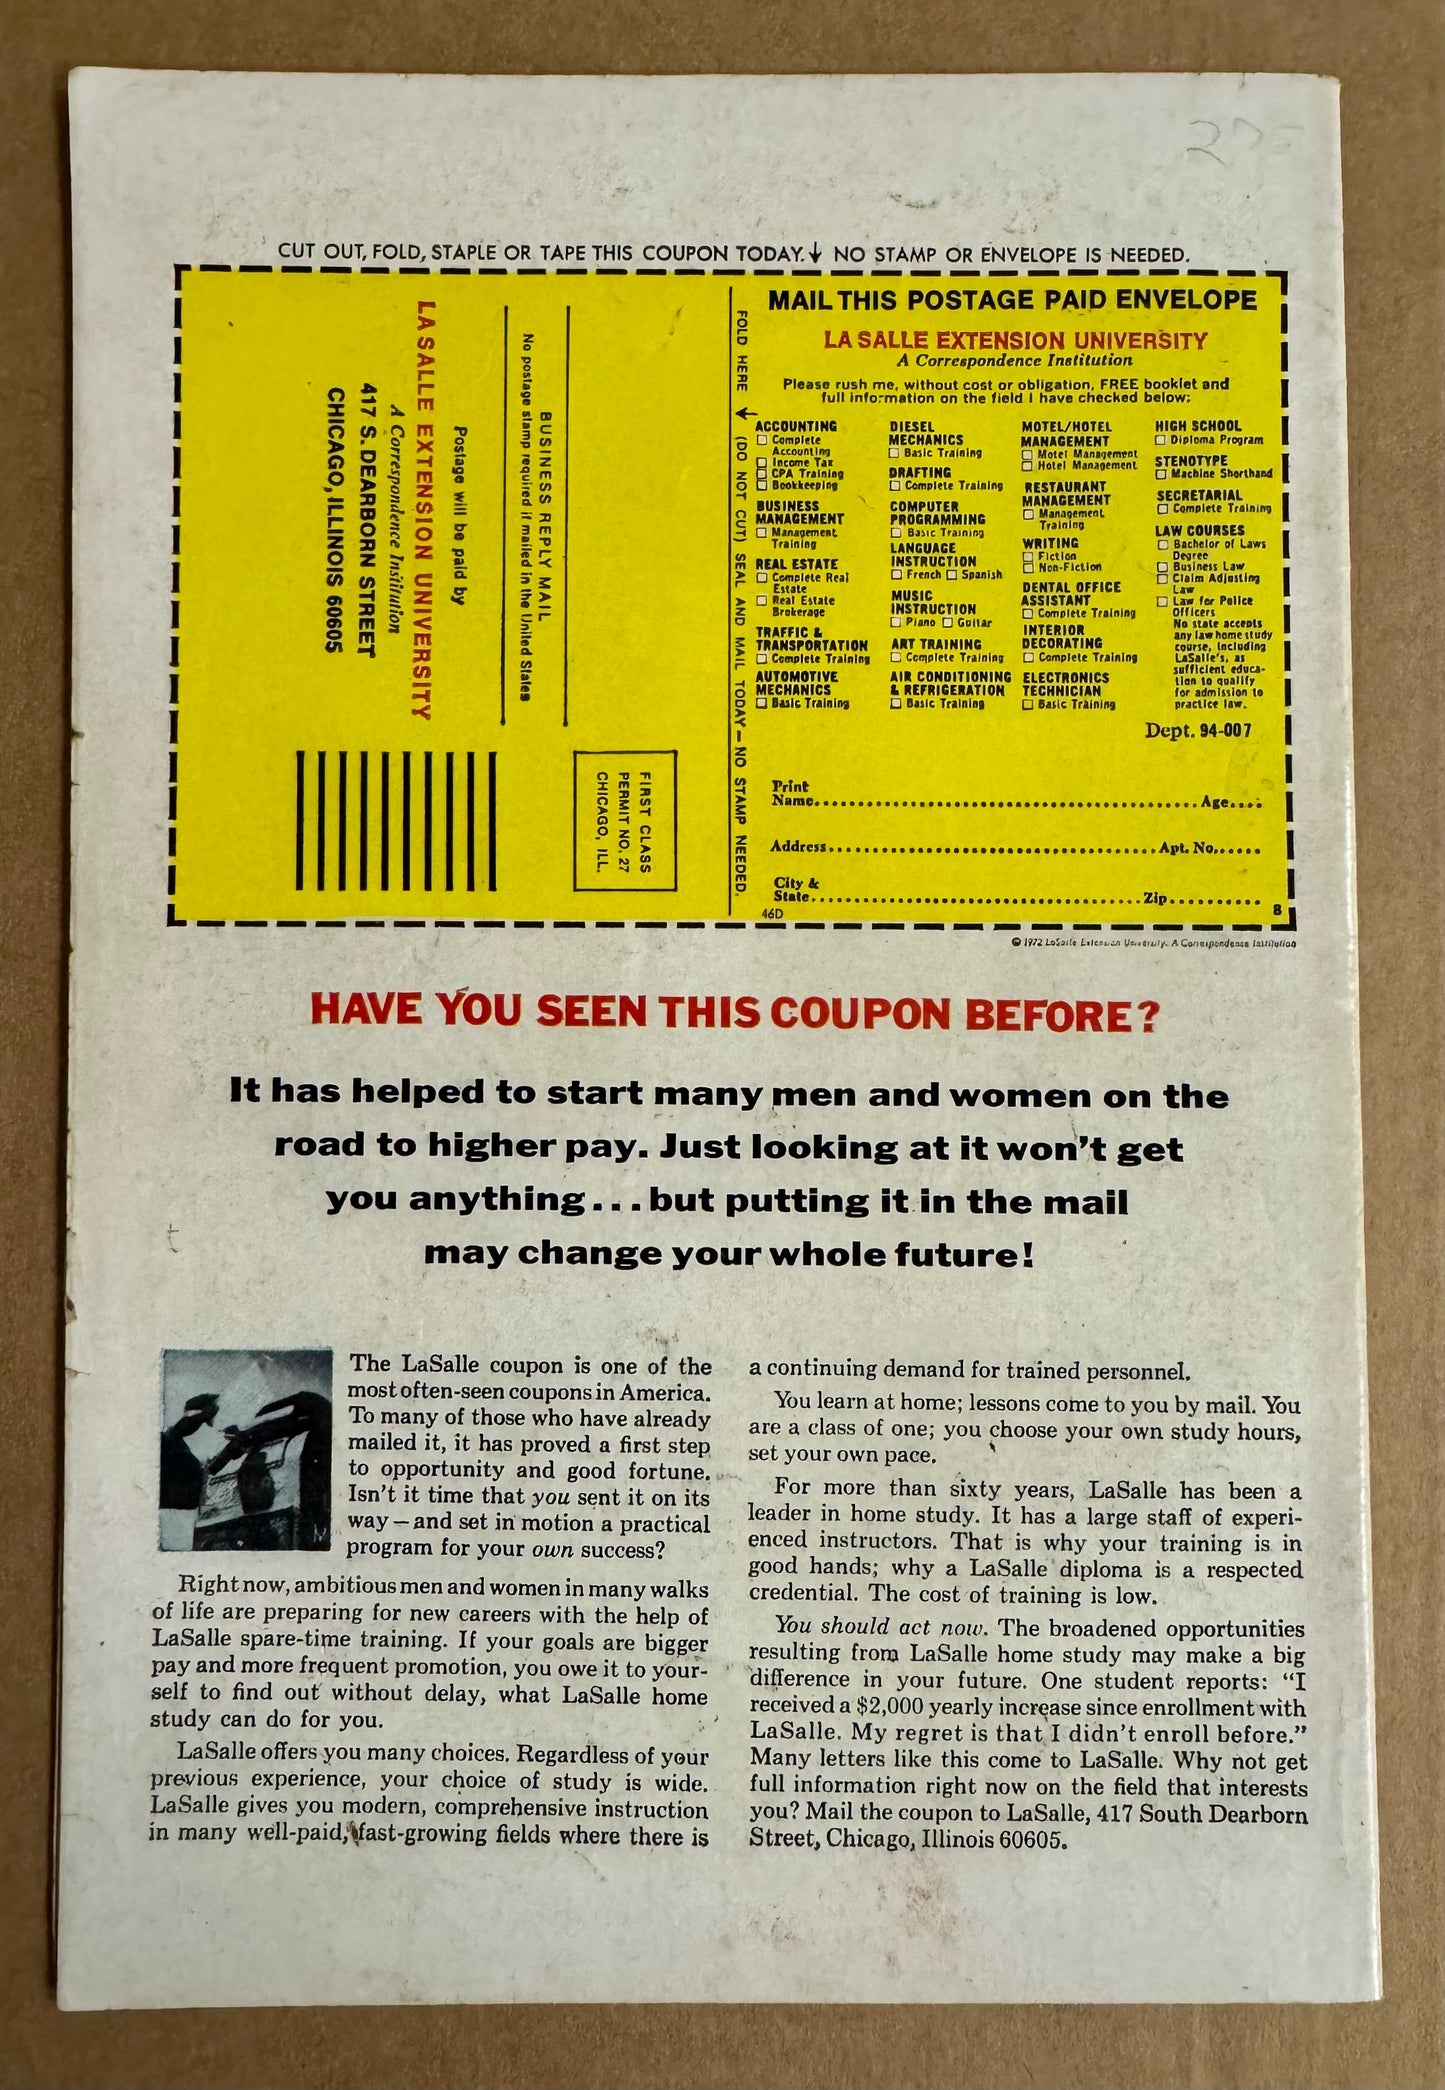 CUT OUT, FOLD, STAPLE OR TAPE THIS COUPON TODAY.↓ NO STAMP OR ENVELOPE IS NEEDED.
BUSINESS REPLY MAIL
No postage stamp required if mailed in the United States
Postage will be paid by
LA SALLE EXTENSION UNIVERSITY
A Correspondence Institution
417 S. DEARBORN STREET
CHICAGO, ILLINOIS 60605
FIRST CLASS
PERMIT NO. 27
CHICAGO, ILL.
FOLD HERE ↓ (DO NOT CUT) SEAL AND MAIL TODAY — NO STAMP NEEDED.
MAIL THIS POSTAGE PAID ENVELOPE
LA SALLE EXTENSION UNIVERSITY
A Correspondence Institution
Please rush me, without cost or obligation, FREE booklet and
full information on the field I have checked below:
ACCOUNTING
☐ Complete
Accounting
☐ Income Tax
☐ CPA Training
☐ Bookkeeping
BUSINESS
MANAGEMENT
☐ Management
Training
REAL ESTATE
☐ Complete Real
Estate
☐ Real Estate
Brokerage
TRAFFIC &
TRANSPORTATION
☐ Complete Training
AUTOMOTIVE
MECHANICS
☐ Basic Training
DIESEL
MECHANICS
☐ Basic Training
DRAFTING
☐ Complete Training
COMPUTER
PROGRAMMING
☐ Basic Training
LANGUAGE
INSTRUCTION
☐ French ☐ Spanish
MUSIC
INSTRUCTION
☐ Piano ☐ Guitar
ART TRAINING
☐ Complete Training
AIR CONDITIONING
& REFRIGERATION
☐ Basic Training
MOTEL/HOTEL
MANAGEMENT
☐ Motel Management
☐ Hotel Management
RESTAURANT
MANAGEMENT
☐ Management
Training
WRITING
☐ Fiction
☐ Non-Fiction
DENTAL OFFICE
ASSISTANT
☐ Complete Training
INTERIOR
DECORATING
☐ Complete Training
ELECTRONICS
TECHNICIAN
☐ Basic Training
HIGH SCHOOL
☐ Diploma Program
STENOTYPE
☐ Machine Shorthand
SECRETARIAL
☐ Complete Training
LAW COURSES
☐ Bachelor of Laws
Degree
☐ Business Law
☐ Claim Adjusting
Law
☐ Law for Police
Officers
No state accepts
any law home study
course, including
LaSalle's, as
sufficient educa-
tion to qualify
for admission to
practice law.
Dept. 94-007
Print
Name..............Age....
Address..............Apt. No......
City &
State..............Zip..........
46D
8
© 1972 LaSalle Extension University. A Correspondence Institution
HAVE YOU SEEN THIS COUPON BEFORE?
It has helped to start many men and women on the
road to higher pay. Just looking at it won't get
you anything...but putting it in the mail
may change your whole future!
The LaSalle coupon is one of the
most often-seen coupons in America.
To many of those who have already
mailed it, it has proved a first step
to opportunity and good fortune.
Isn't it time that you sent it on its
way—and set in motion a practical
program for your own success?
Right now, ambitious men and women in many walks
of life are preparing for new careers with the help of
LaSalle spare-time training. If your goals are bigger
pay and more frequent promotion, you owe it to your-
self to find out without delay, what LaSalle home
study can do for you.
LaSalle offers you many choices. Regardless of your
previous experience, your choice of study is wide.
LaSalle gives you modern, comprehensive instruction
in many well-paid, fast-growing fields where there is
a continuing demand for trained personnel.
You learn at home; lessons come to you by mail. You
are a class of one; you choose your own study hours,
set your own pace.
For more than sixty years, LaSalle has been a
leader in home study. It has a large staff of experi-
enced instructors. That is why your training is in
good hands; why a LaSalle diploma is a respected
credential. The cost of training is low.
You should act now. The broadened opportunities
resulting from LaSalle home study may make a big
difference in your future. One student reports: "I
received a $2,000 yearly increase since enrollment with
LaSalle. My regret is that I didn't enroll before."
Many letters like this come to LaSalle. Why not get
full information right now on the field that interests
you? Mail the coupon to LaSalle, 417 South Dearborn
Street, Chicago, Illinois 60605.